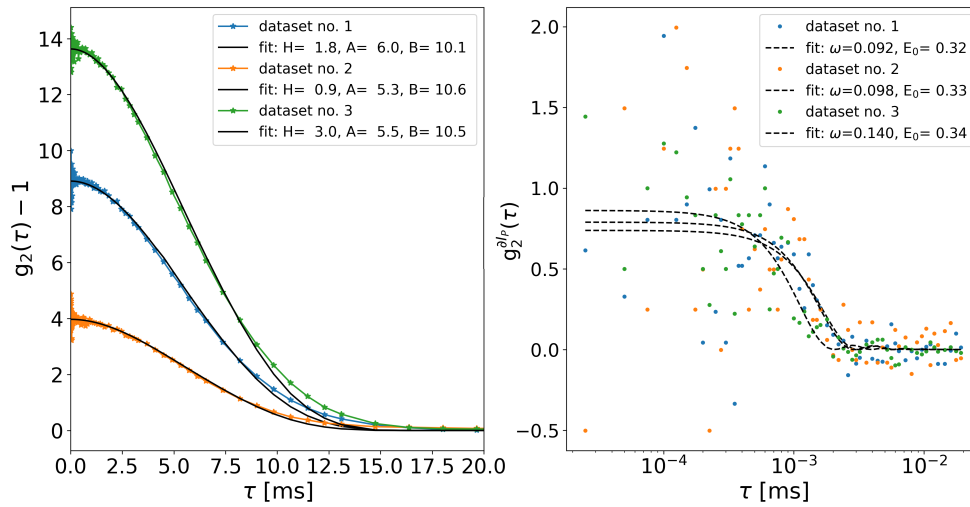 dataset no. 1
fit: H= 1.8, A= 6.0, B= 10.1
dataset no. 2
fit: H= 0.9, A= 5.3, B= 10.6
dataset no. 3
fit: H= 3.0, A= 5.5, B= 10.5
14
12
10
8
6
4
2
0
g₂(τ) − 1
0.0 2.5 5.0 7.5 10.0 12.5 15.0 17.5 20.0
τ [ms]
dataset no. 1
fit: ω=0.092, E₀= 0.32
dataset no. 2
fit: ω=0.098, E₀= 0.33
dataset no. 3
fit: ω=0.140, E₀= 0.34
2.0
1.5
1.0
0.5
0.0
−0.5
g₂^{∂I_P}(τ)
10⁻⁴ 10⁻³ 10⁻²
τ [ms]